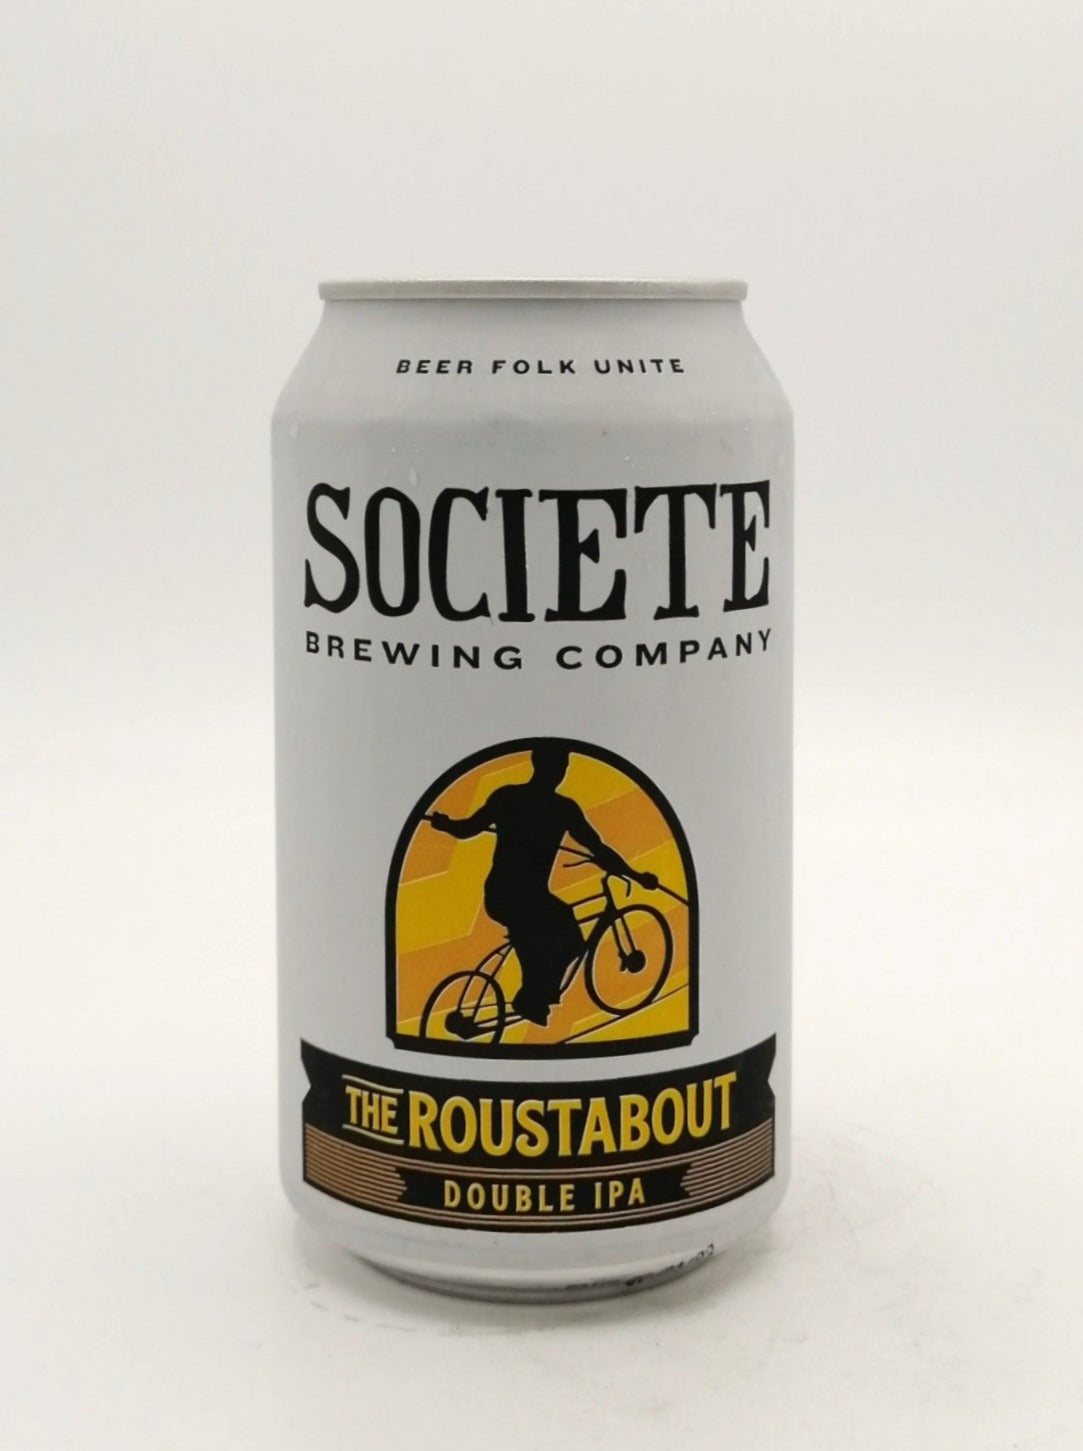 BEER FOLK UNITE
SOCIETE
BREWING COMPANY
THE ROUSTABOUT
DOUBLE IPA